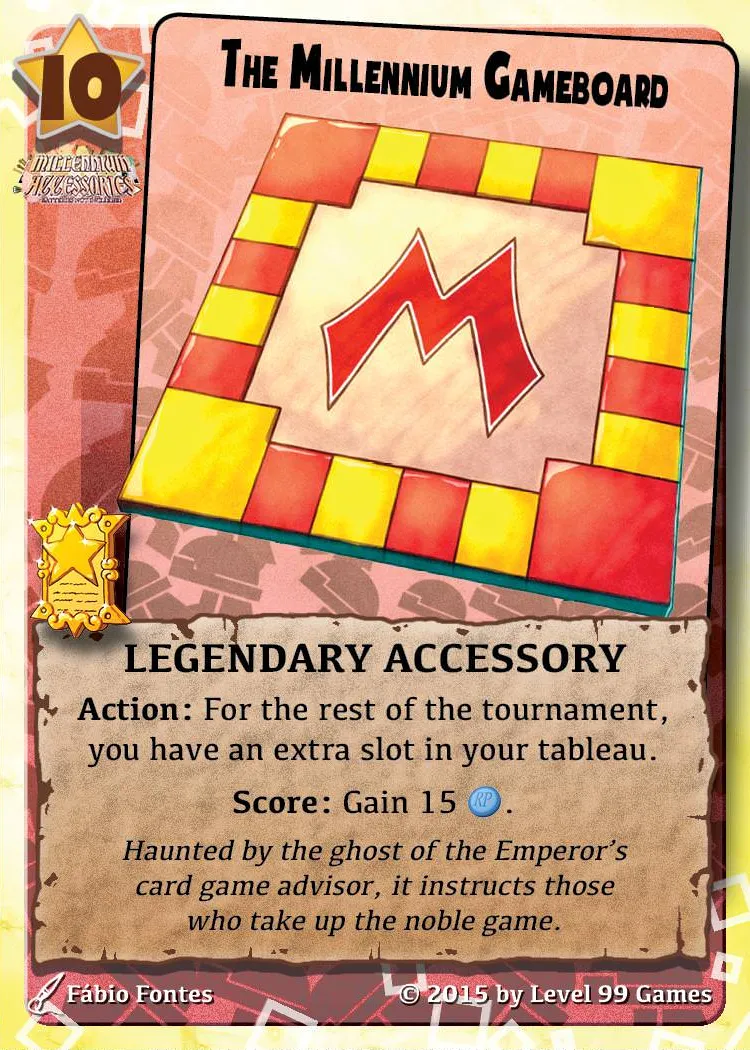 10
THE MILLENNIUM GAMEBOARD
MILLENNIUM
ACCESSORIES
M
LEGENDARY ACCESSORY
Action: For the rest of the tournament,
you have an extra slot in your tableau.
Score: Gain 15 RP.
Haunted by the ghost of the Emperor's
card game advisor, it instructs those
who take up the noble game.
Fábio Fontes
© 2015 by Level 99 Games